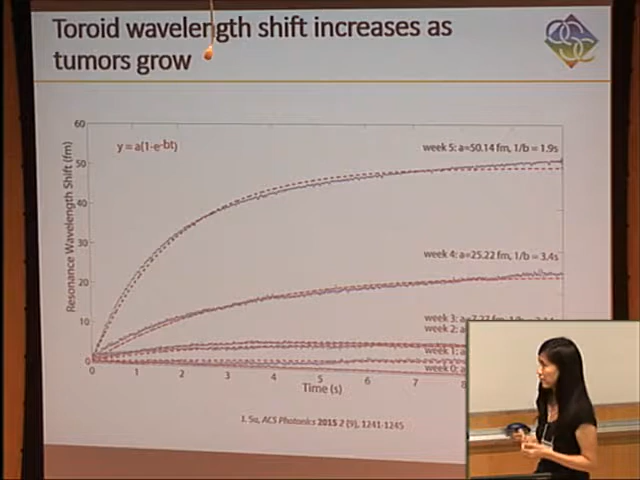 Toroid wavelength shift increases as
tumors grow
60
50
40
30
20
10
0
Resonance Wavelength Shift (fm)
y = a(1-e-bt)
week 5: a=50.14 fm, 1/b = 1.9s
week 4: a=25.22 fm, 1/b = 3.4s
week 3:
week 2:
week 1:
week 0:
0 1 2 3 4 5 6 7 8
Time (s)
J. Su, ACS Photonics 2015 2 (9), 1241-1245